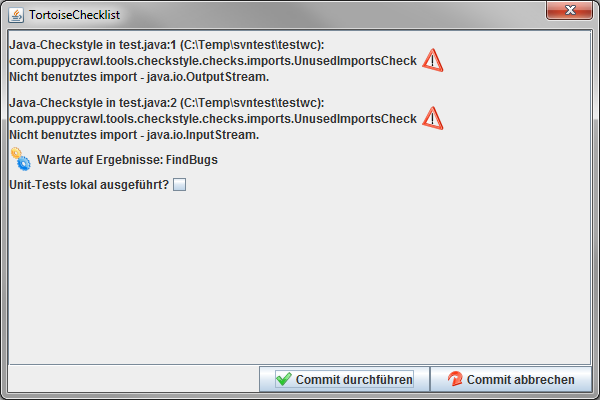 TortoiseChecklist
Java-Checkstyle in test.java:1 (C:\Temp\svntest\testwc):
com.puppycrawl.tools.checkstyle.checks.imports.UnusedImportsCheck
Nicht benutztes import - java.io.OutputStream.
Java-Checkstyle in test.java:2 (C:\Temp\svntest\testwc):
com.puppycrawl.tools.checkstyle.checks.imports.UnusedImportsCheck
Nicht benutztes import - java.io.InputStream.
Warte auf Ergebnisse: FindBugs
Unit-Tests lokal ausgeführt?
Commit durchführen
Commit abbrechen